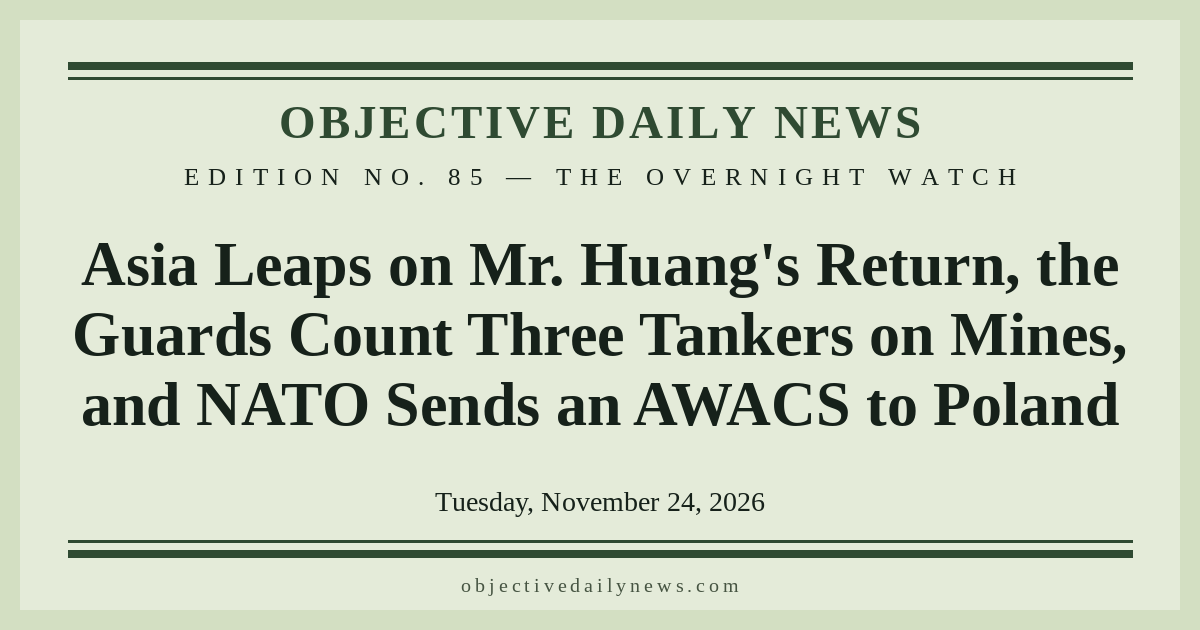 OBJECTIVE DAILY NEWS
EDITION NO. 85 — THE OVERNIGHT WATCH
Asia Leaps on Mr. Huang's Return, the
Guards Count Three Tankers on Mines,
and NATO Sends an AWACS to Poland
Tuesday, November 24, 2026
objectivedailynews.com